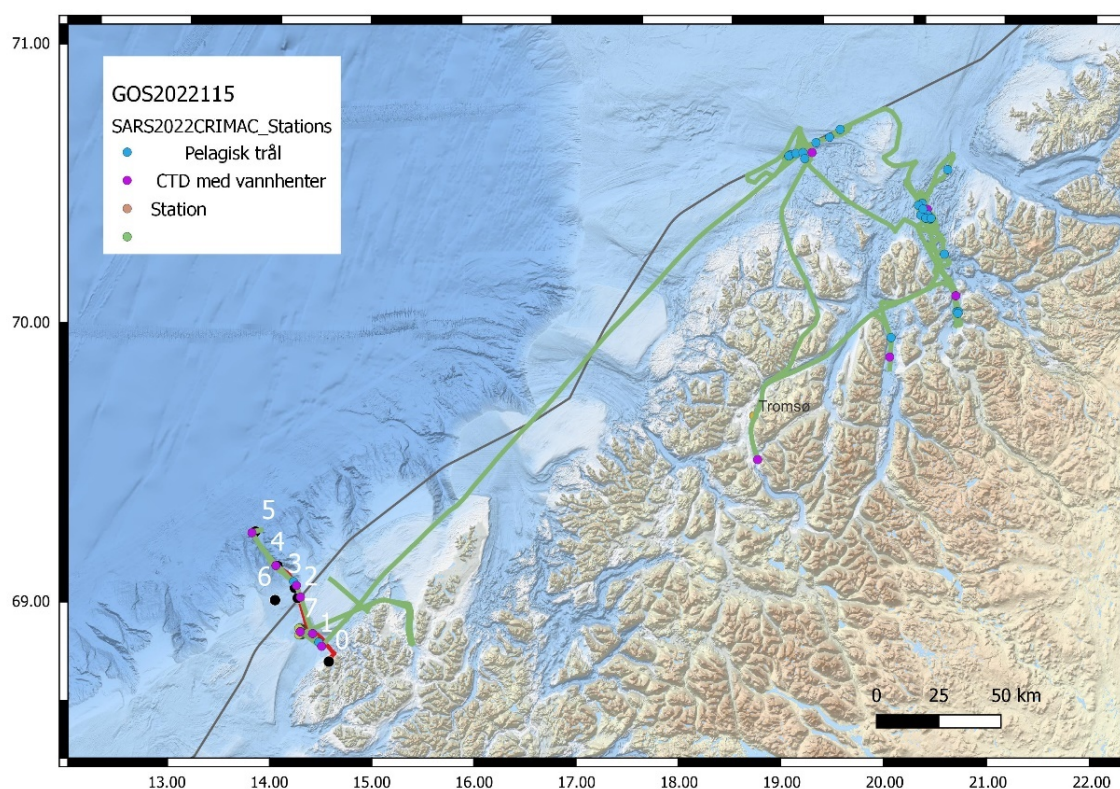 71.00
GOS2022115
SARS2022CRIMAC_Stations
Pelagisk trål
CTD med vannhenter
Station
70.00
Tromsø
5
4
3
6
2
69.00
7
1
0
0 25 50 km
13.00 14.00 15.00 16.00 17.00 18.00 19.00 20.00 21.00 22.00